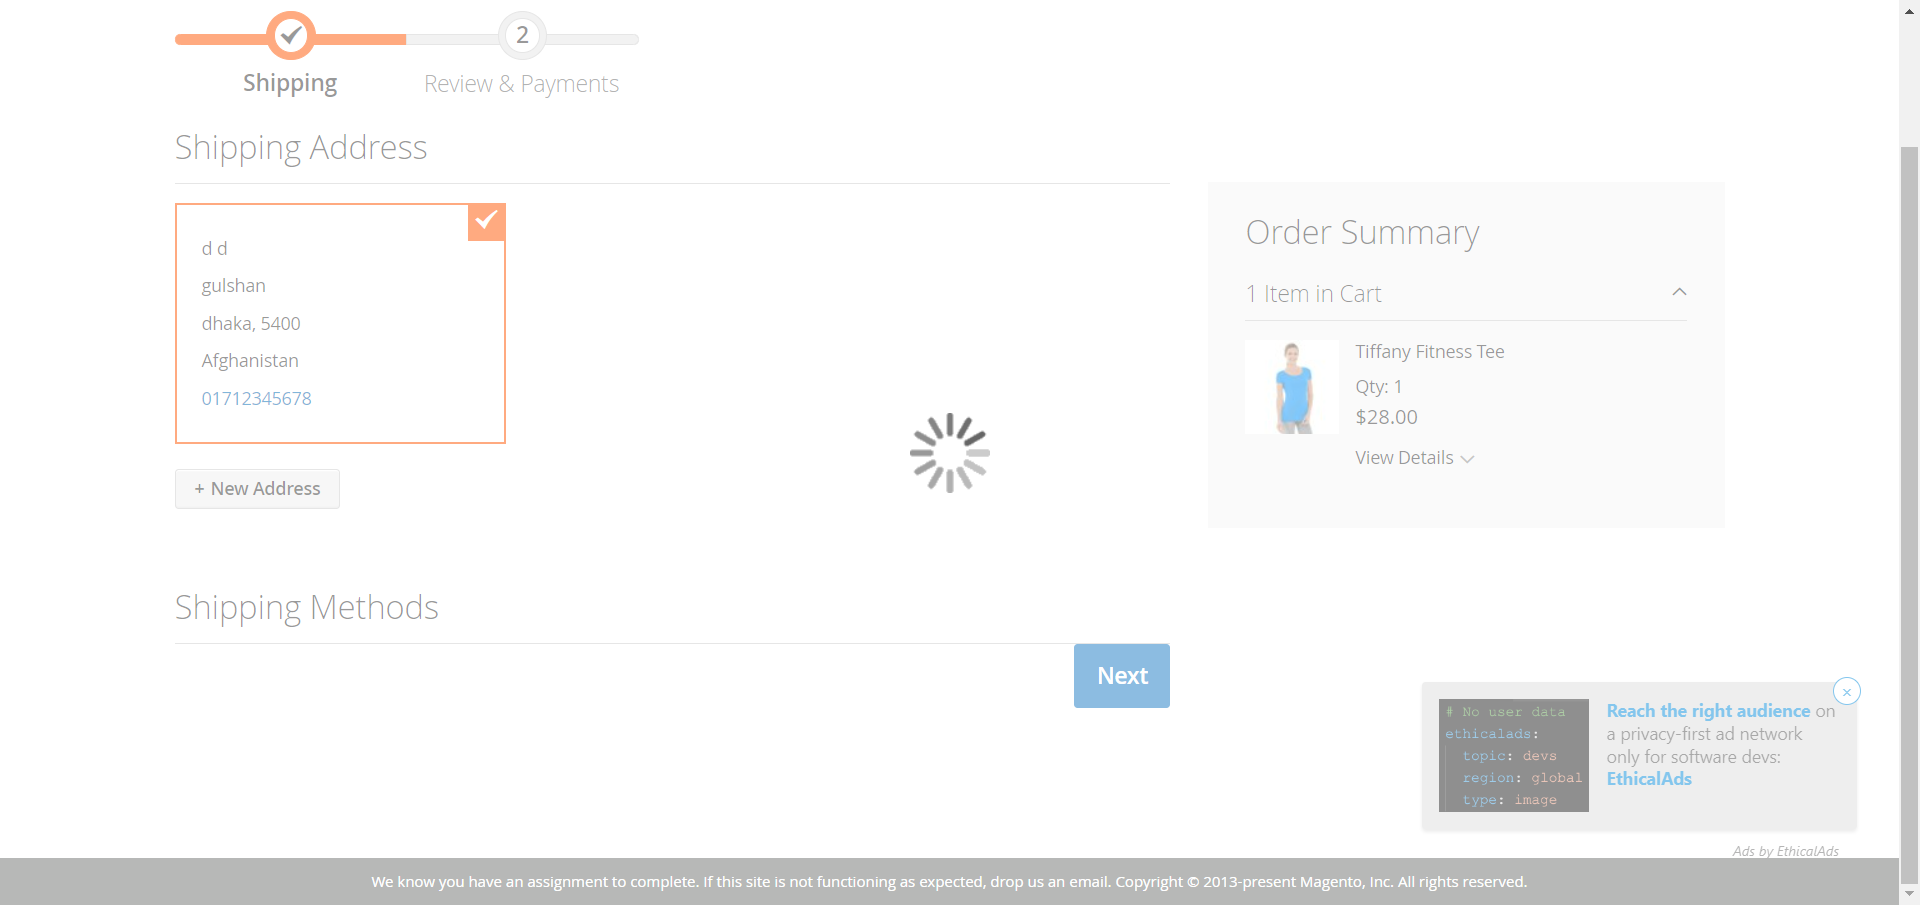 2
Shipping
Review & Payments
Shipping Address
d d
gulshan
dhaka, 5400
Afghanistan
01712345678
+ New Address
Order Summary
1 Item in Cart
Tiffany Fitness Tee
Qty: 1
$28.00
View Details
Shipping Methods
Next
# No user data
ethicalads:
topic: devs
region: global
type: image
Reach the right audience on
a privacy-first ad network
only for software devs:
EthicalAds
Ads by EthicalAds
We know you have an assignment to complete. If this site is not functioning as expected, drop us an email. Copyright © 2013-present Magento, Inc. All rights reserved.